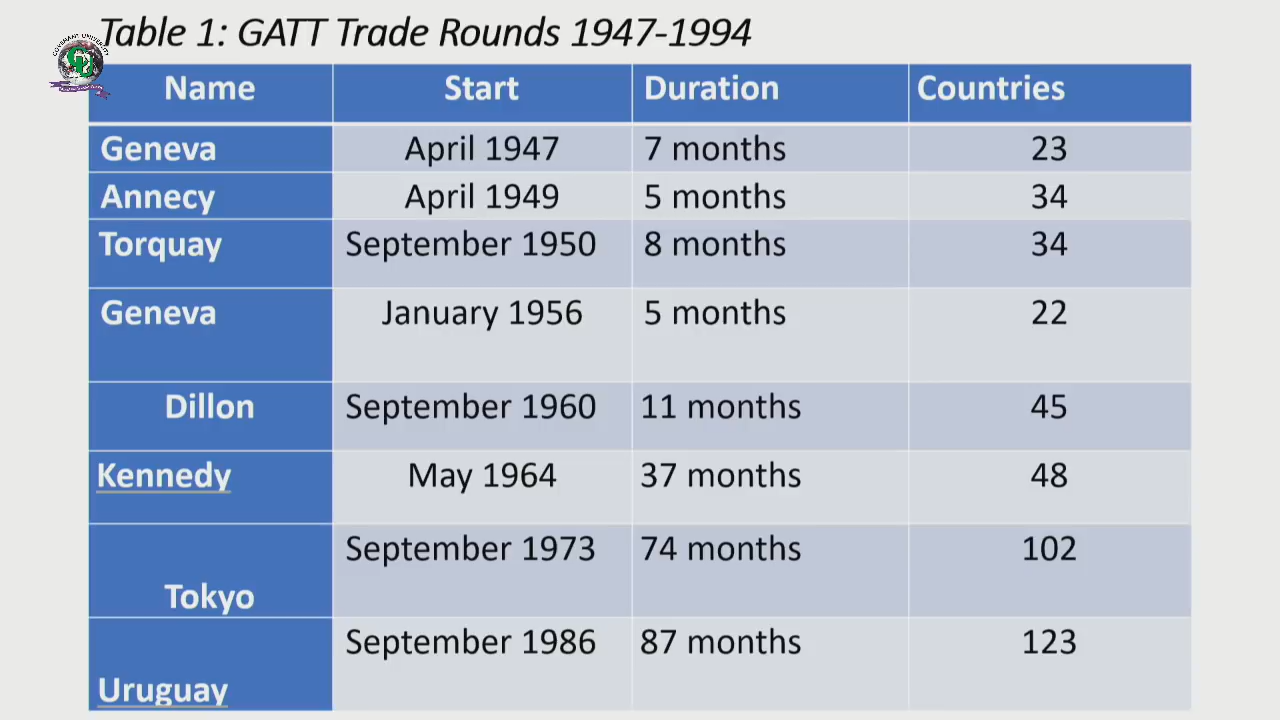 Table 1: GATT Trade Rounds 1947-1994
COVENANT UNIVERSITY
Name Start Duration Countries
Geneva April 1947 7 months 23
Annecy April 1949 5 months 34
Torquay September 1950 8 months 34
Geneva January 1956 5 months 22
Dillon September 1960 11 months 45
Kennedy May 1964 37 months 48
Tokyo September 1973 74 months 102
Uruguay September 1986 87 months 123